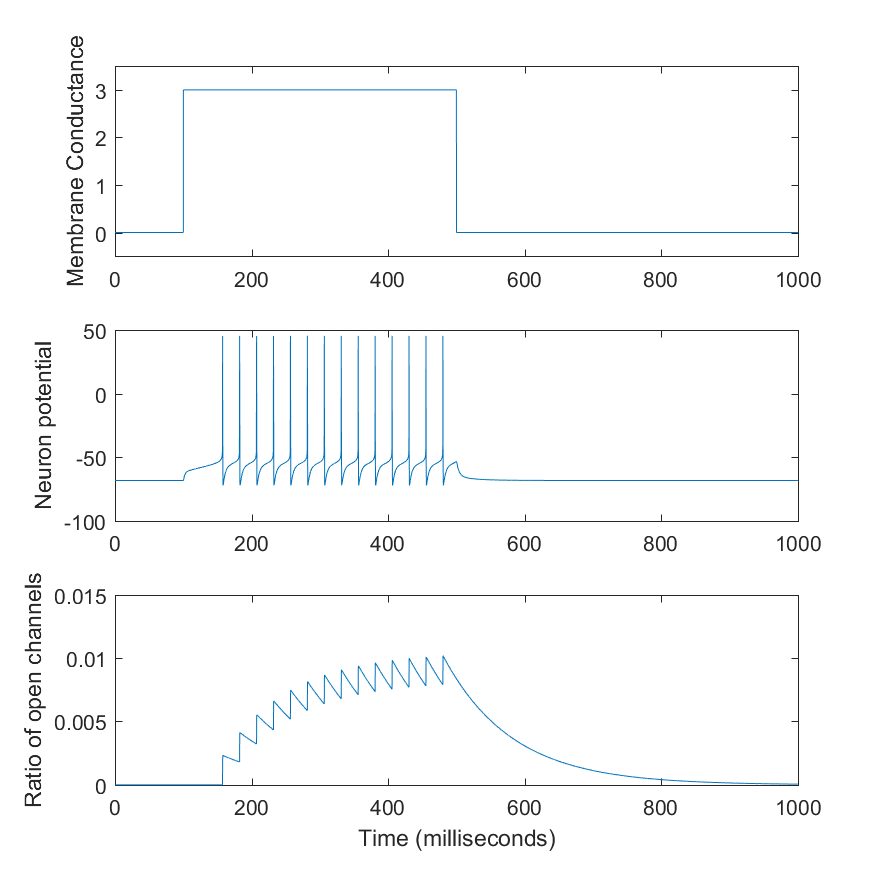 Membrane Conductance
3
2
1
0
0 200 400 600 800 1000
Neuron potential
50
0
-50
-100
0 200 400 600 800 1000
Ratio of open channels
0.015
0.01
0.005
0
0 200 400 600 800 1000
Time (milliseconds)